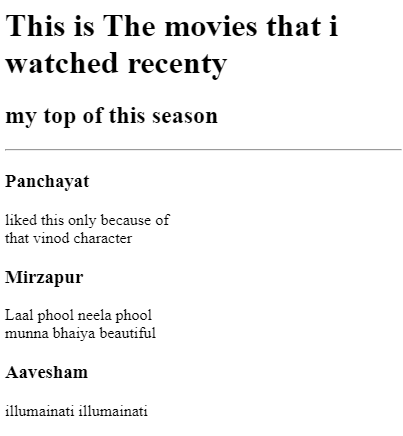 This is The movies that i
watched recenty
my top of this season
Panchayat
liked this only because of
that vinod character
Mirzapur
Laal phool neela phool
munna bhaiya beautiful
Aavesham
illumainati illumainati